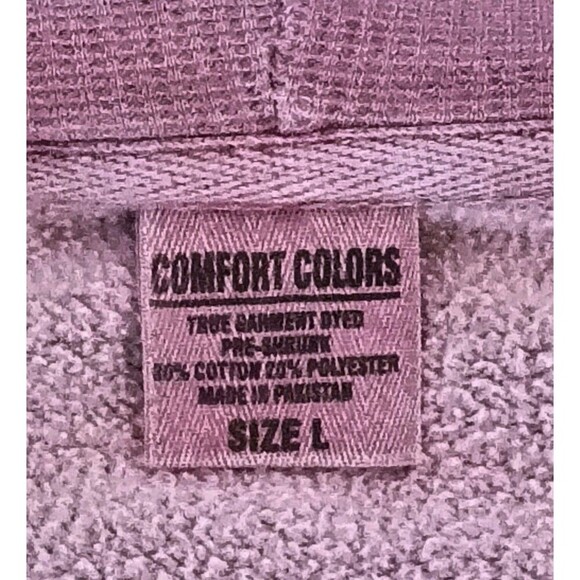 COMFORT COLORS
TRUE GARMENT DYED
PRE-SHRUNK
80% COTTON 20% POLYESTER
MADE IN PAKISTAN
SIZE L